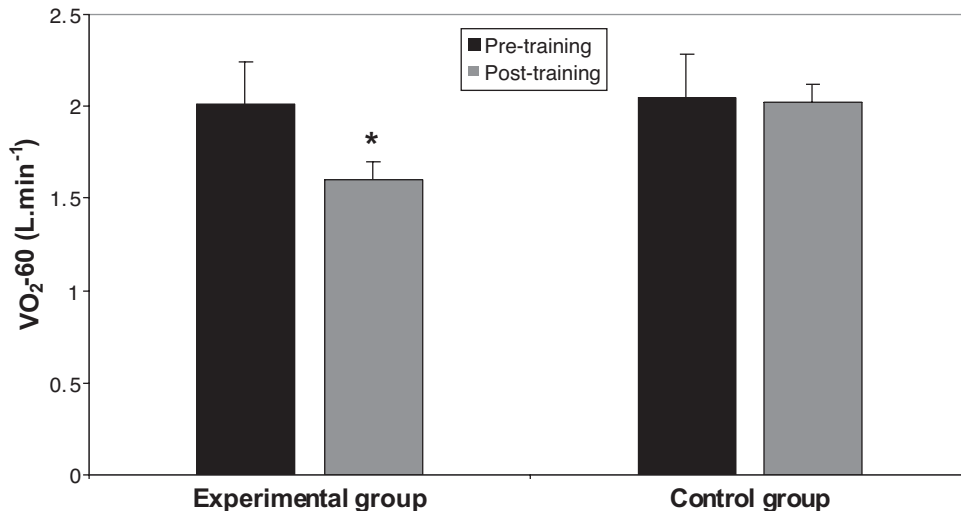 2.5
2
1.5
1
0.5
0
VO₂-60 (L.min⁻¹)
Pre-training
Post-training
*
Experimental group
Control group